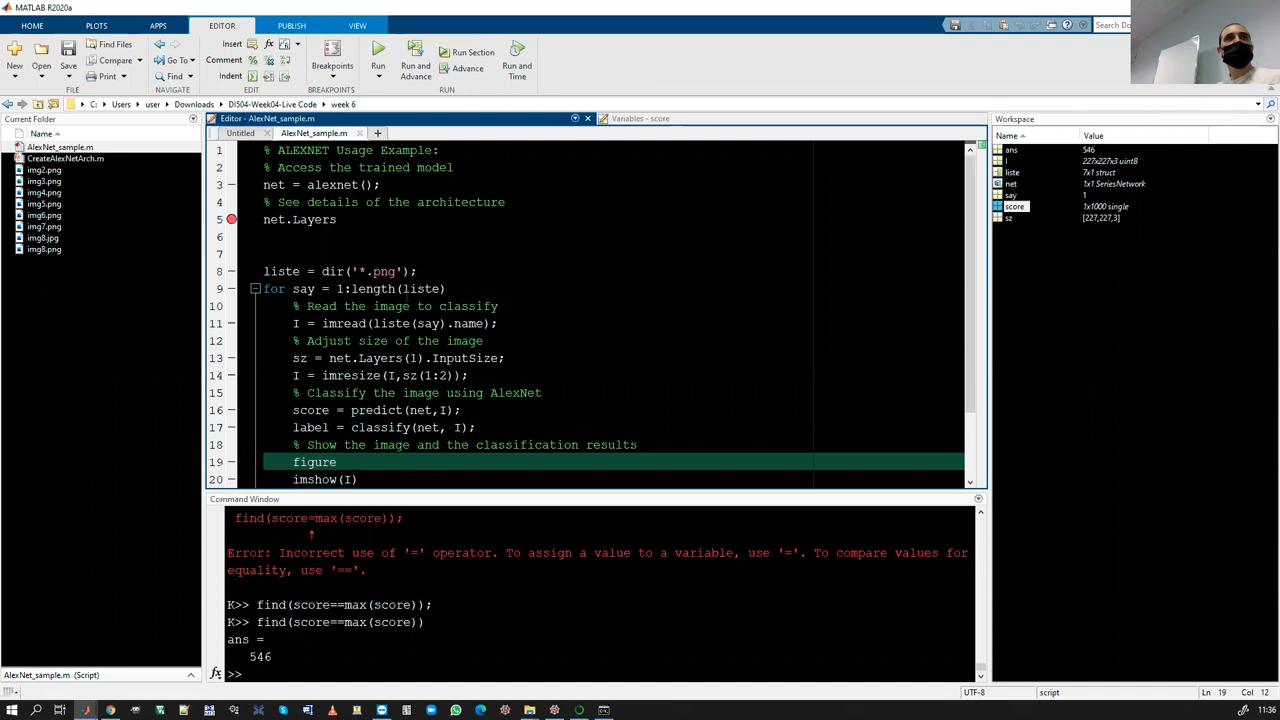 MATLAB R2020a
HOME PLOTS APPS EDITOR PUBLISH VIEW
Search Do
New Open Save Find Files Compare Print Go To Find Insert Comment Indent Breakpoints Run Run and Advance Run Section Advance Run and Time
FILE NAVIGATE EDIT BREAKPOINTS RUN
C: Users user Downloads DI504-Week04-Live Code week 6
Current Folder
Name
AlexNet_sample.m
CreateAlexNetArch.m
img2.png
img3.png
img4.png
img5.png
img6.png
img7.png
img8.jpg
img8.png
AlexNet_sample.m (Script)
Editor - AlexNet_sample.m
Variables - score
Untitled AlexNet_sample.m
1 % ALEXNET Usage Example:
2 % Access the trained model
3 net = alexnet();
4 % See details of the architecture
5 net.Layers
6
7
8 liste = dir('*.png');
9 for say = 1:length(liste)
10 % Read the image to classify
11 I = imread(liste(say).name);
12 % Adjust size of the image
13 sz = net.Layers(1).InputSize;
14 I = imresize(I,sz(1:2));
15 % Classify the image using AlexNet
16 score = predict(net,I);
17 label = classify(net, I);
18 % Show the image and the classification results
19 figure
20 imshow(I)
Command Window
find(score=max(score));
↑
Error: Incorrect use of '=' operator. To assign a value to a variable, use '='. To compare values for
equality, use '=='.
K>> find(score==max(score));
K>> find(score==max(score))
ans =
546
fx >>
Workspace
Name Value
ans 546
I 227x227x3 uint8
liste 7x1 struct
net 1x1 SeriesNetwork
say 1
score 1x1000 single
sz [227,227,3]
UTF-8 script Ln 19 Col 12
11:36